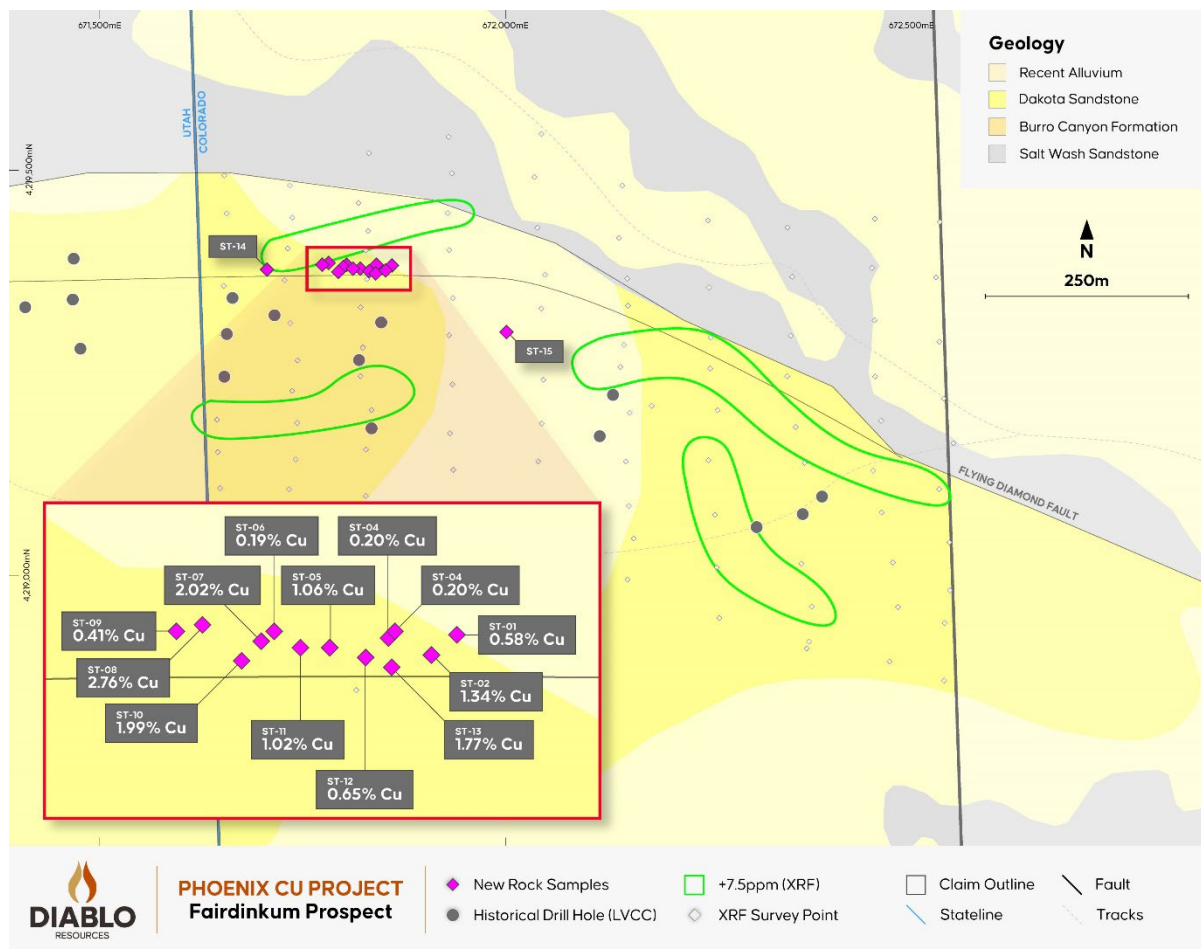 671,500mE
672,000mE
672,500mE
Geology
Recent Alluvium
Dakota Sandstone
Burro Canyon Formation
Salt Wash Sandstone
UTAH
COLORADO
4,219,500mN
N
250m
ST-14
ST-15
FLYING DIAMOND FAULT
4,219,000mN
ST-06
0.19% Cu
ST-04
0.20% Cu
ST-07
2.02% Cu
ST-05
1.06% Cu
ST-04
0.20% Cu
ST-09
0.41% Cu
ST-01
0.58% Cu
ST-08
2.76% Cu
ST-02
1.34% Cu
ST-10
1.99% Cu
ST-11
1.02% Cu
ST-13
1.77% Cu
ST-12
0.65% Cu
DIABLO
RESOURCES
PHOENIX CU PROJECT
Fairdinkum Prospect
New Rock Samples
Historical Drill Hole (LVCC)
+7.5ppm (XRF)
XRF Survey Point
Claim Outline
Stateline
Fault
Tracks